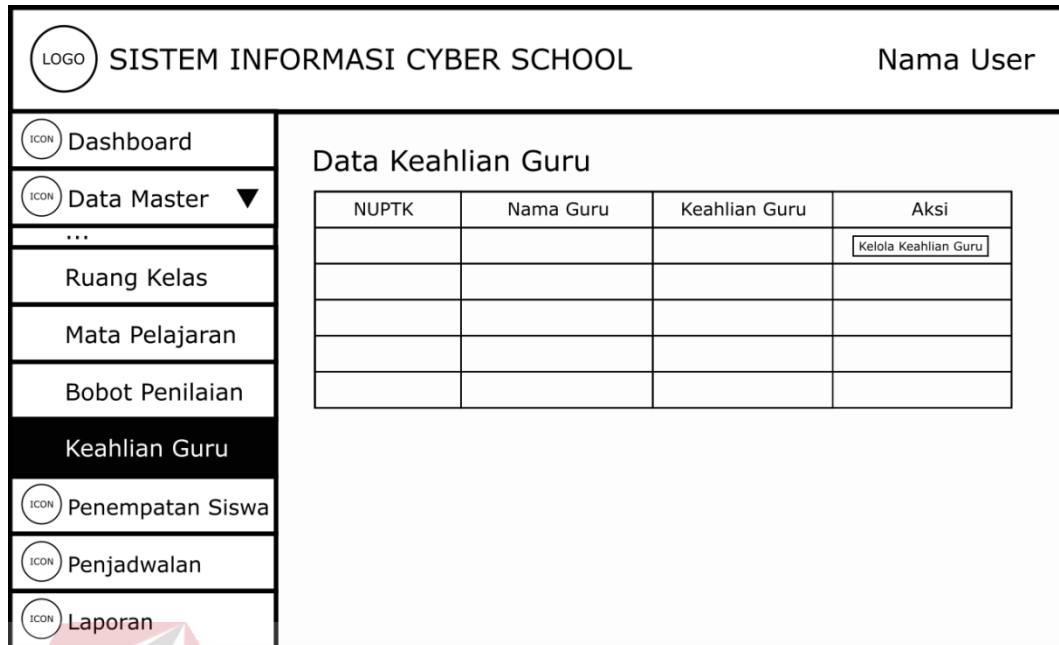 LOGO SISTEM INFORMASI CYBER SCHOOL Nama User
ICON Dashboard
ICON Data Master ▼
...
Ruang Kelas
Mata Pelajaran
Bobot Penilaian
Keahlian Guru
ICON Penempatan Siswa
ICON Penjadwalan
ICON Laporan
Data Keahlian Guru
NUPTK Nama Guru Keahlian Guru Aksi
Kelola Keahlian Guru